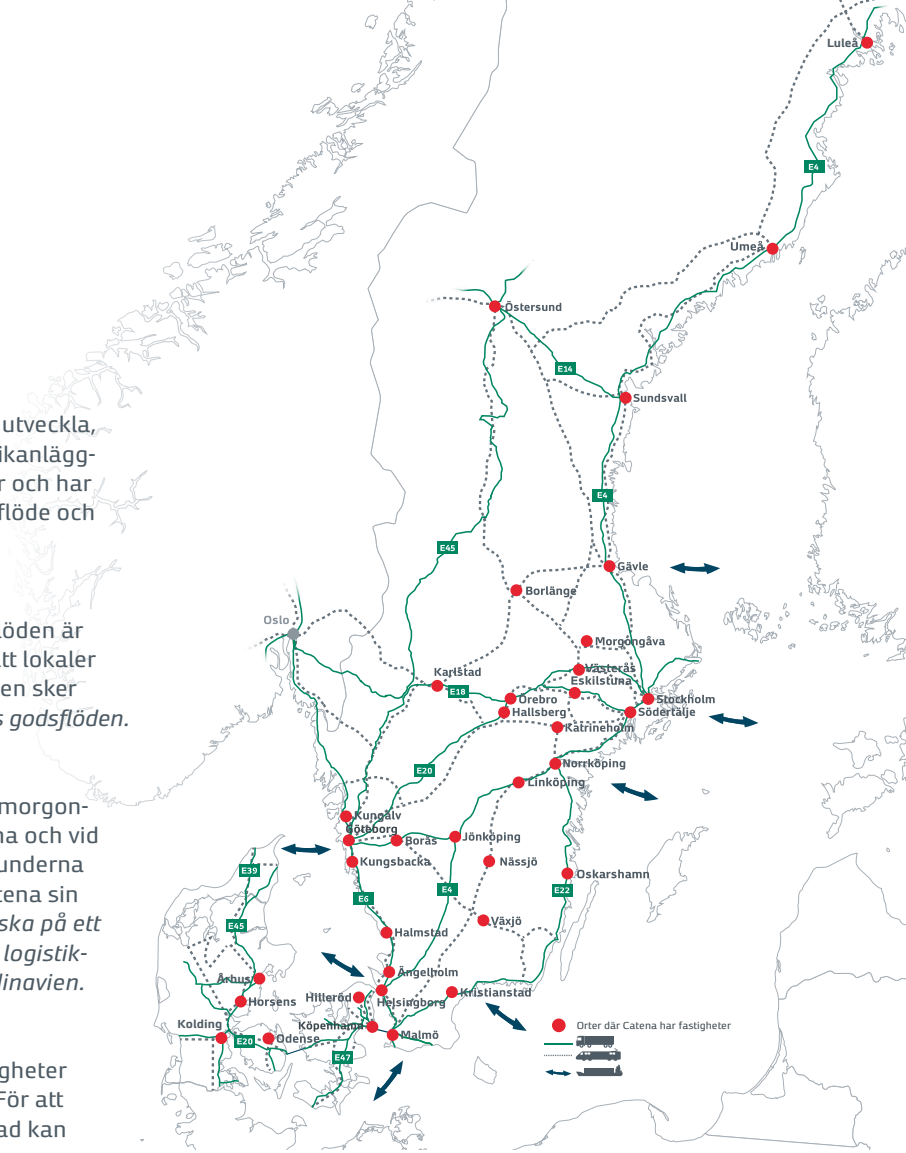 utveckla,
ikanlägg-
r och har
flöde och
löden är
att lokaler
en sker
s godsflöden.
morgon-
na och vid
underna
tena sin
ska på ett
logistik-
dinavien.
gheter
För att
ad kan
Luleå
E4
Umeå
Östersund
E14
Sundsvall
E4
E45
Gävle
Borlänge
Oslo
Morgongåva
Västerås
Karlstad
Eskilstuna
E18
Örebro
Stockholm
Hallsberg
Södertälje
Katrineholm
Norrköping
E20
Linköping
Kungälv
Göteborg
Borås
Jönköping
Kungsbacka
Nässjö
E39
Oskarshamn
E4
E22
E6
Växjö
E45
Halmstad
Ängelholm
Århus
Kristianstad
Hilleröd
Helsingborg
Horsens
Kolding
Köpenhamn
Malmö
E20
Odense
E47
Orter där Catena har fastigheter